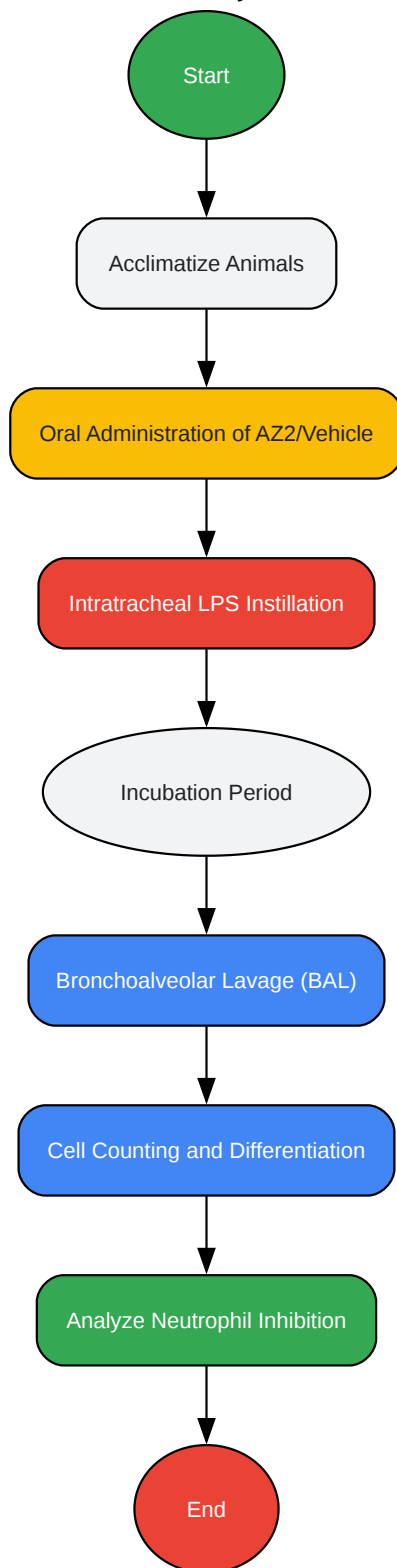 Start
Acclimatize Animals
Oral Administration of AZ2/Vehicle
Intratracheal LPS Instillation
Incubation Period
Bronchoalveolar Lavage (BAL)
Cell Counting and Differentiation
Analyze Neutrophil Inhibition
End